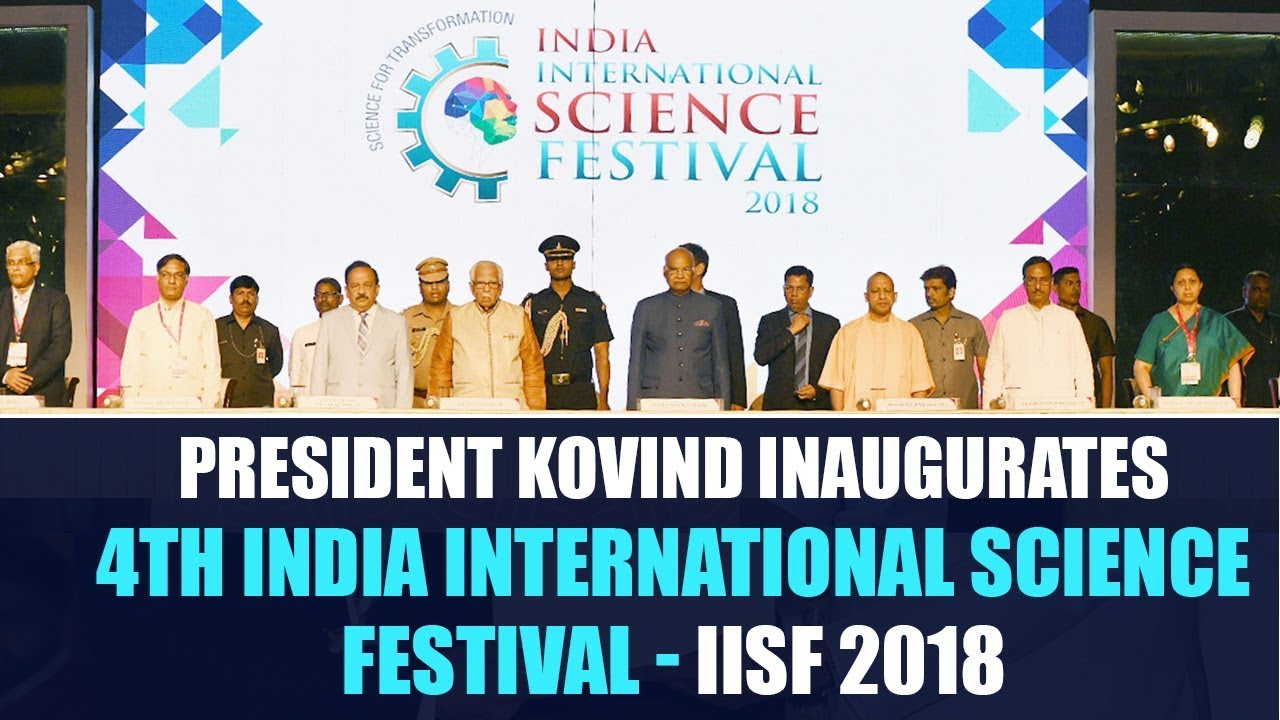 SCIENCE FOR TRANSFORMATION
INDIA
INTERNATIONAL
SCIENCE
FESTIVAL
2018
PRESIDENT KOVIND INAUGURATES
4TH INDIA INTERNATIONAL SCIENCE
FESTIVAL - IISF 2018